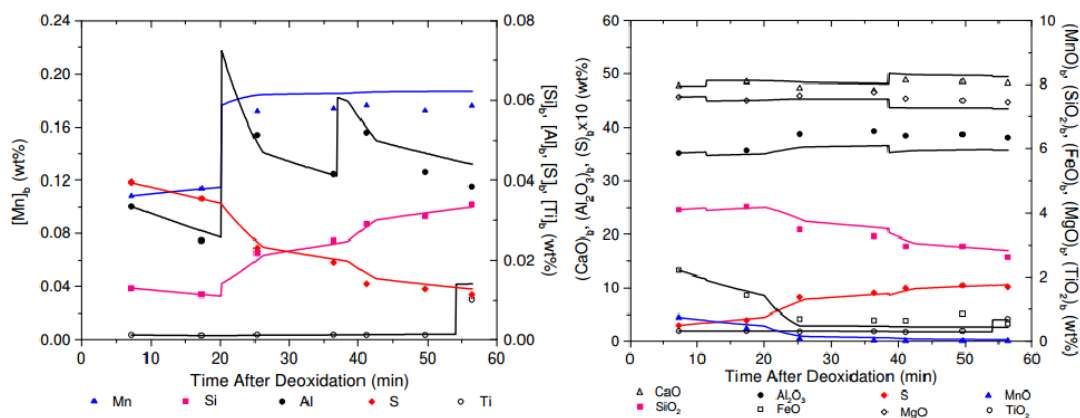 0.24
0.20
0.16
0.12
0.08
0.04
0.00
[Mn]b (wt%)
0.08
0.06
0.04
0.02
0.00
[Si]b, [Al]b, [S]b, [Ti]b (wt%)
0 10 20 30 40 50 60
Time After Deoxidation (min)
Mn Si Al S Ti
60
50
40
30
20
10
0
(CaO)b, (Al2O3)b, (S)bx10 (wt%)
10
8
6
4
2
0
(MnO)b, (SiO2)b, (FeO)b, (MgO)b, (TiO2)b (wt%)
0 10 20 30 40 50 60
Time After Deoxidation (min)
CaO Al2O3 S MnO
SiO2 FeO MgO TiO2